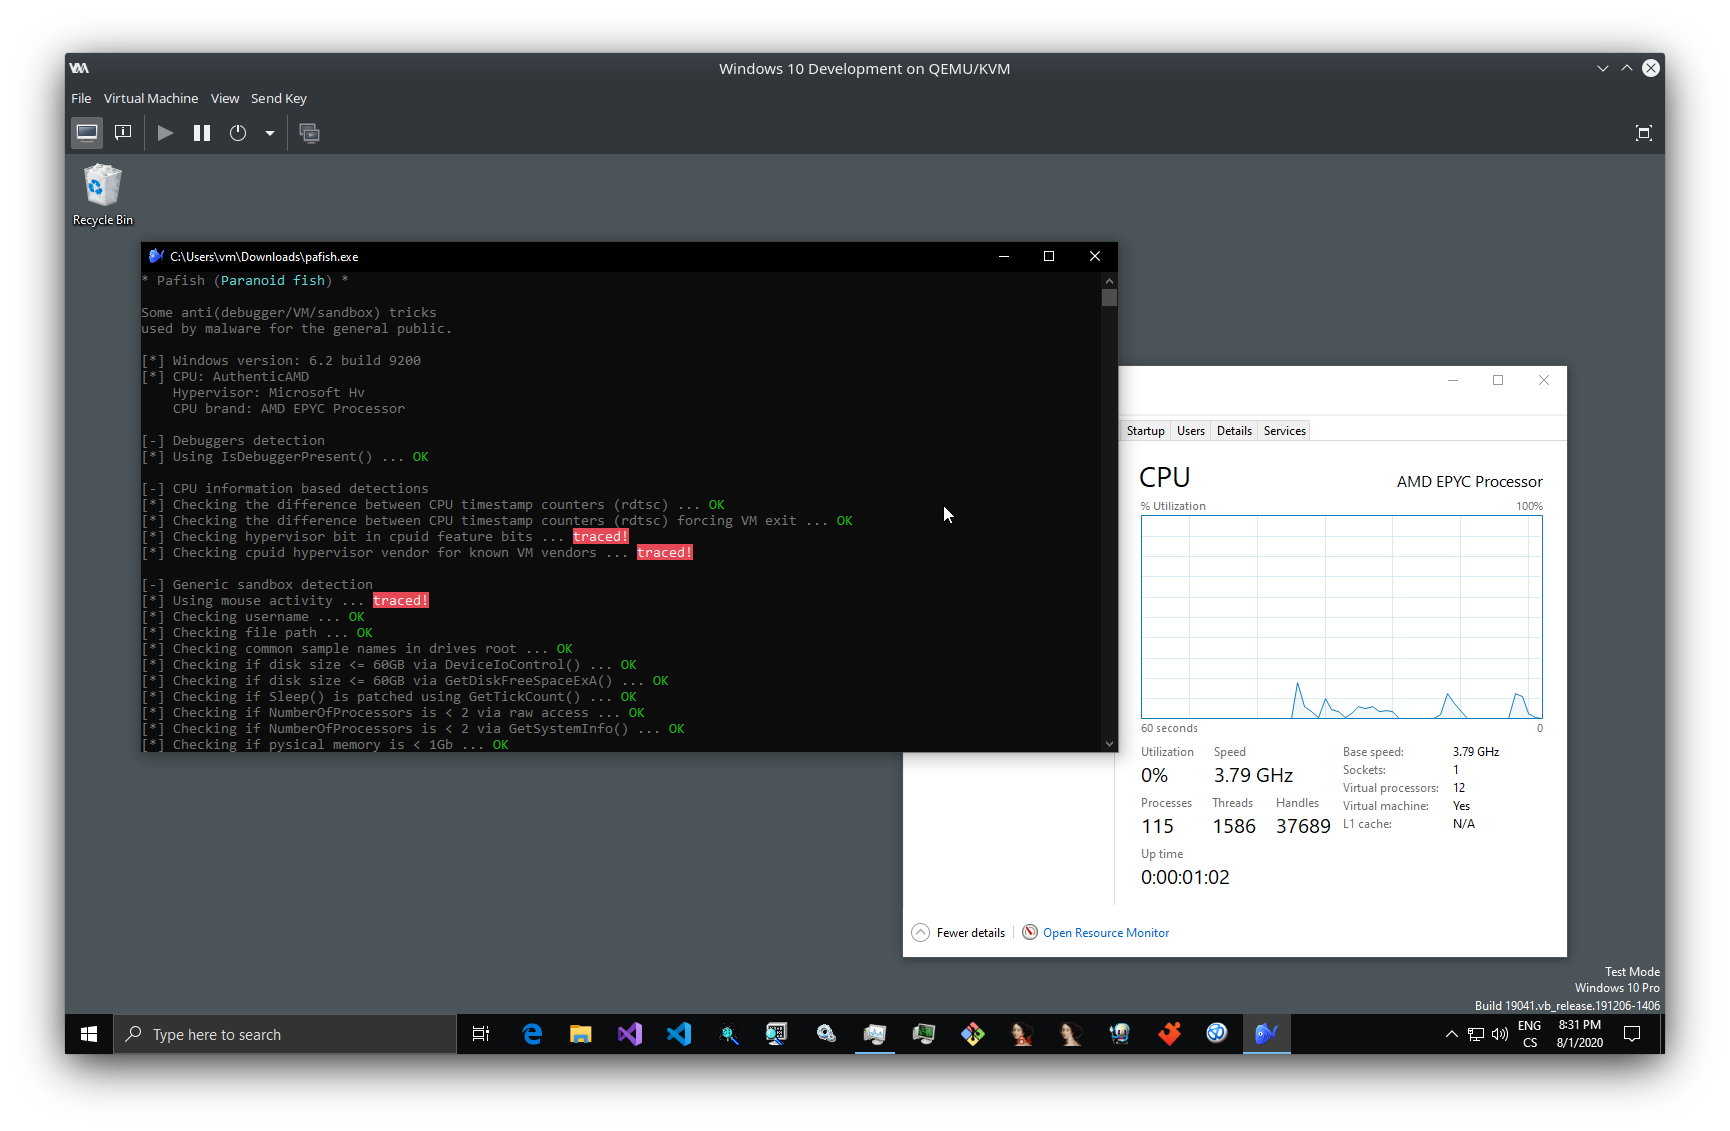 Windows 10 Development on QEMU/KVM
File Virtual Machine View Send Key
Recycle Bin
C:\Users\vm\Downloads\pafish.exe
* Pafish (Paranoid fish) *
Some anti(debugger/VM/sandbox) tricks
used by malware for the general public.
[*] Windows version: 6.2 build 9200
[*] CPU: AuthenticAMD
Hypervisor: Microsoft Hv
CPU brand: AMD EPYC Processor
[-] Debuggers detection
[*] Using IsDebuggerPresent() ... OK
[-] CPU information based detections
[*] Checking the difference between CPU timestamp counters (rdtsc) ... OK
[*] Checking the difference between CPU timestamp counters (rdtsc) forcing VM exit ... OK
[*] Checking hypervisor bit in cpuid feature bits ... traced!
[*] Checking cpuid hypervisor vendor for known VM vendors ... traced!
[-] Generic sandbox detection
[*] Using mouse activity ... traced!
[*] Checking username ... OK
[*] Checking file path ... OK
[*] Checking common sample names in drives root ... OK
[*] Checking if disk size <= 60GB via DeviceIoControl() ... OK
[*] Checking if disk size <= 60GB via GetDiskFreeSpaceExA() ... OK
[*] Checking if Sleep() is patched using GetTickCount() ... OK
[*] Checking if NumberOfProcessors is < 2 via raw access ... OK
[*] Checking if NumberOfProcessors is < 2 via GetSystemInfo() ... OK
[*] Checking if pysical memory is < 1Gb ... OK
Startup Users Details Services
CPU AMD EPYC Processor
% Utilization 100%
60 seconds 0
Utilization Speed
0% 3.79 GHz
Processes Threads Handles
115 1586 37689
Up time
0:00:01:02
Base speed: 3.79 GHz
Sockets: 1
Virtual processors: 12
Virtual machine: Yes
L1 cache: N/A
Fewer details Open Resource Monitor
Test Mode
Windows 10 Pro
Build 19041.vb_release.191206-1406
Type here to search
ENG
CS
8:31 PM
8/1/2020